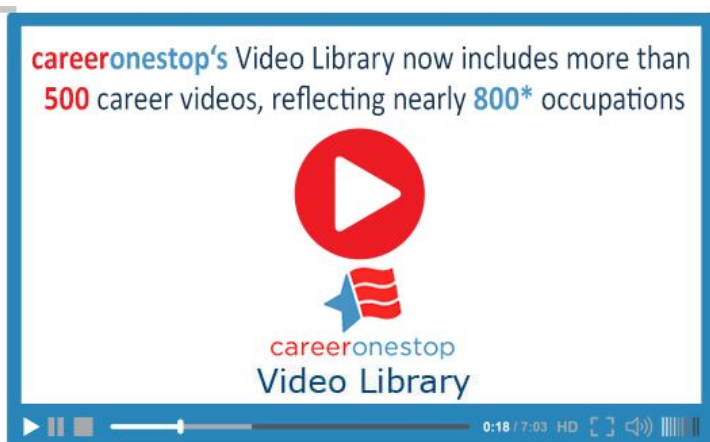 careeronestop‘s Video Library now includes more than
500 career videos, reflecting nearly 800* occupations
careeronestop
Video Library
0:18 / 7:03 HD